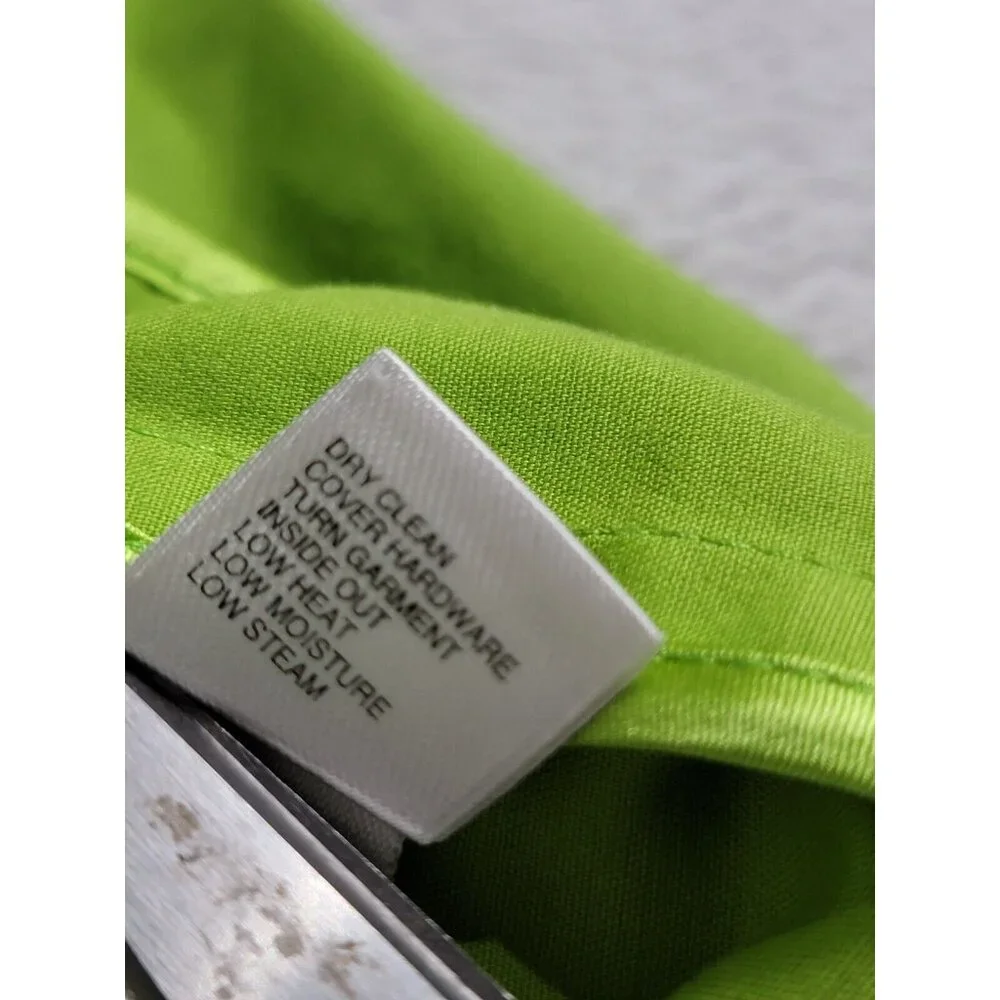 DRY CLEAN
COVER HARDWARE
TURN GARMENT
INSIDE OUT
LOW HEAT
LOW MOISTURE
LOW STEAM